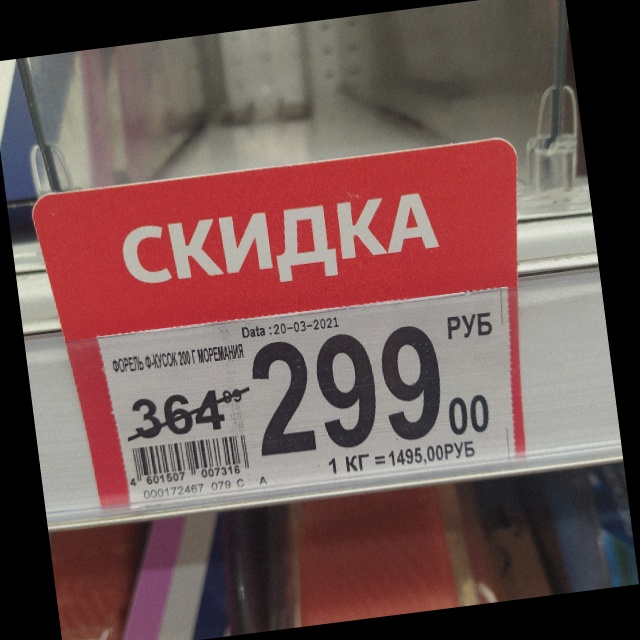 СКИДКА
Data :20-03-2021
ФОРЕЛЬ Ф-КУСОК 200 Г МОРЕМАНИЯ
299 00 РУБ
364 89
1 КГ = 1495,00РУБ
4 601507 007316
000172467 079 С А